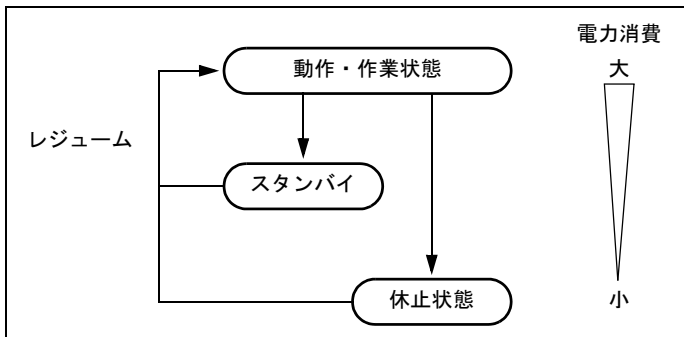 電力消費
動作・作業状態
大
レジューム
スタンバイ
休止状態
小